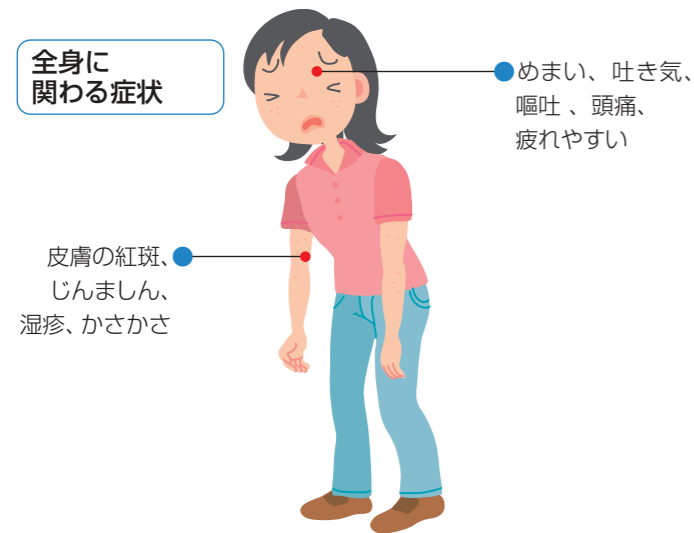 全身に
関わる症状
めまい、吐き気、
嘔吐 、頭痛、
疲れやすい
皮膚の紅斑、
じんましん、
湿疹、かさかさ